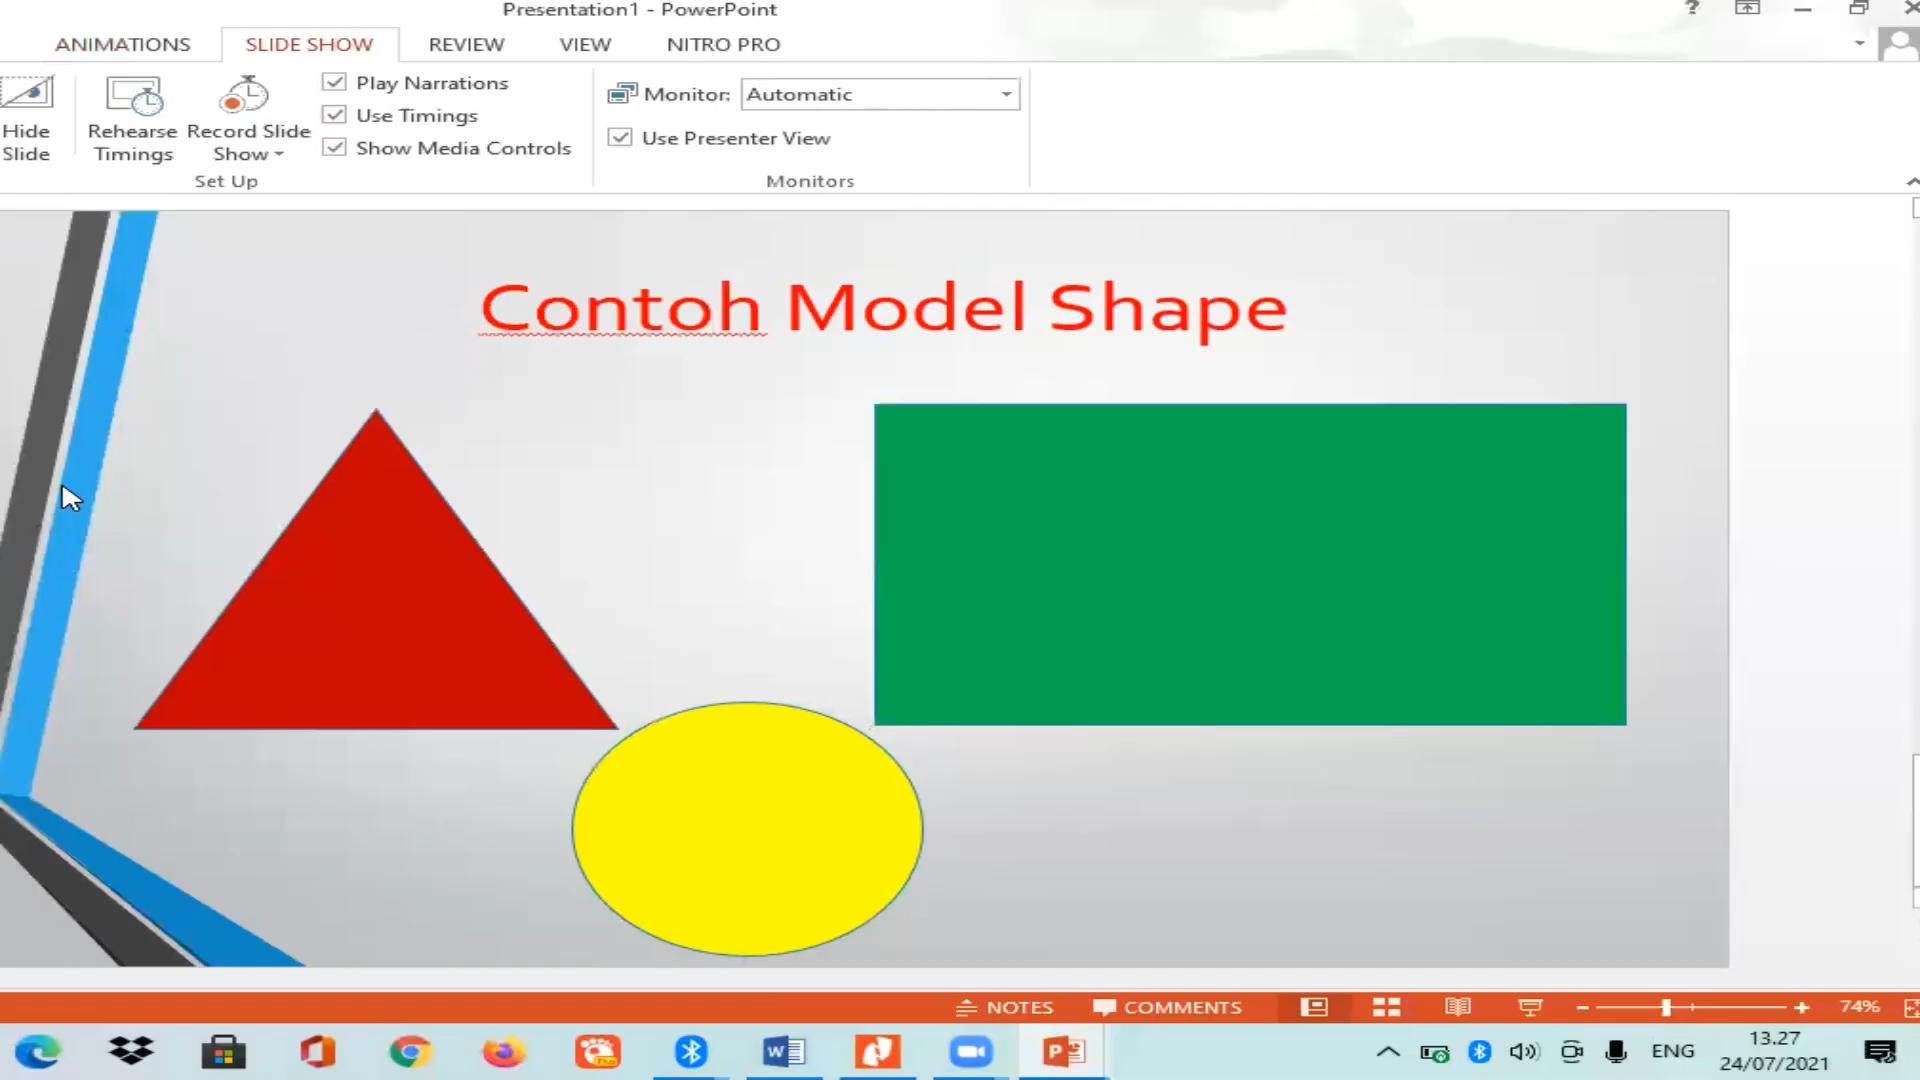 Presentation1 - PowerPoint
ANIMATIONS SLIDE SHOW REVIEW VIEW NITRO PRO
Hide Slide
Rehearse Timings
Record Slide Show
Play Narrations
Use Timings
Show Media Controls
Set Up
Monitor: Automatic
Use Presenter View
Monitors
Contoh Model Shape
NOTES COMMENTS 74%
ENG
13.27
24/07/2021